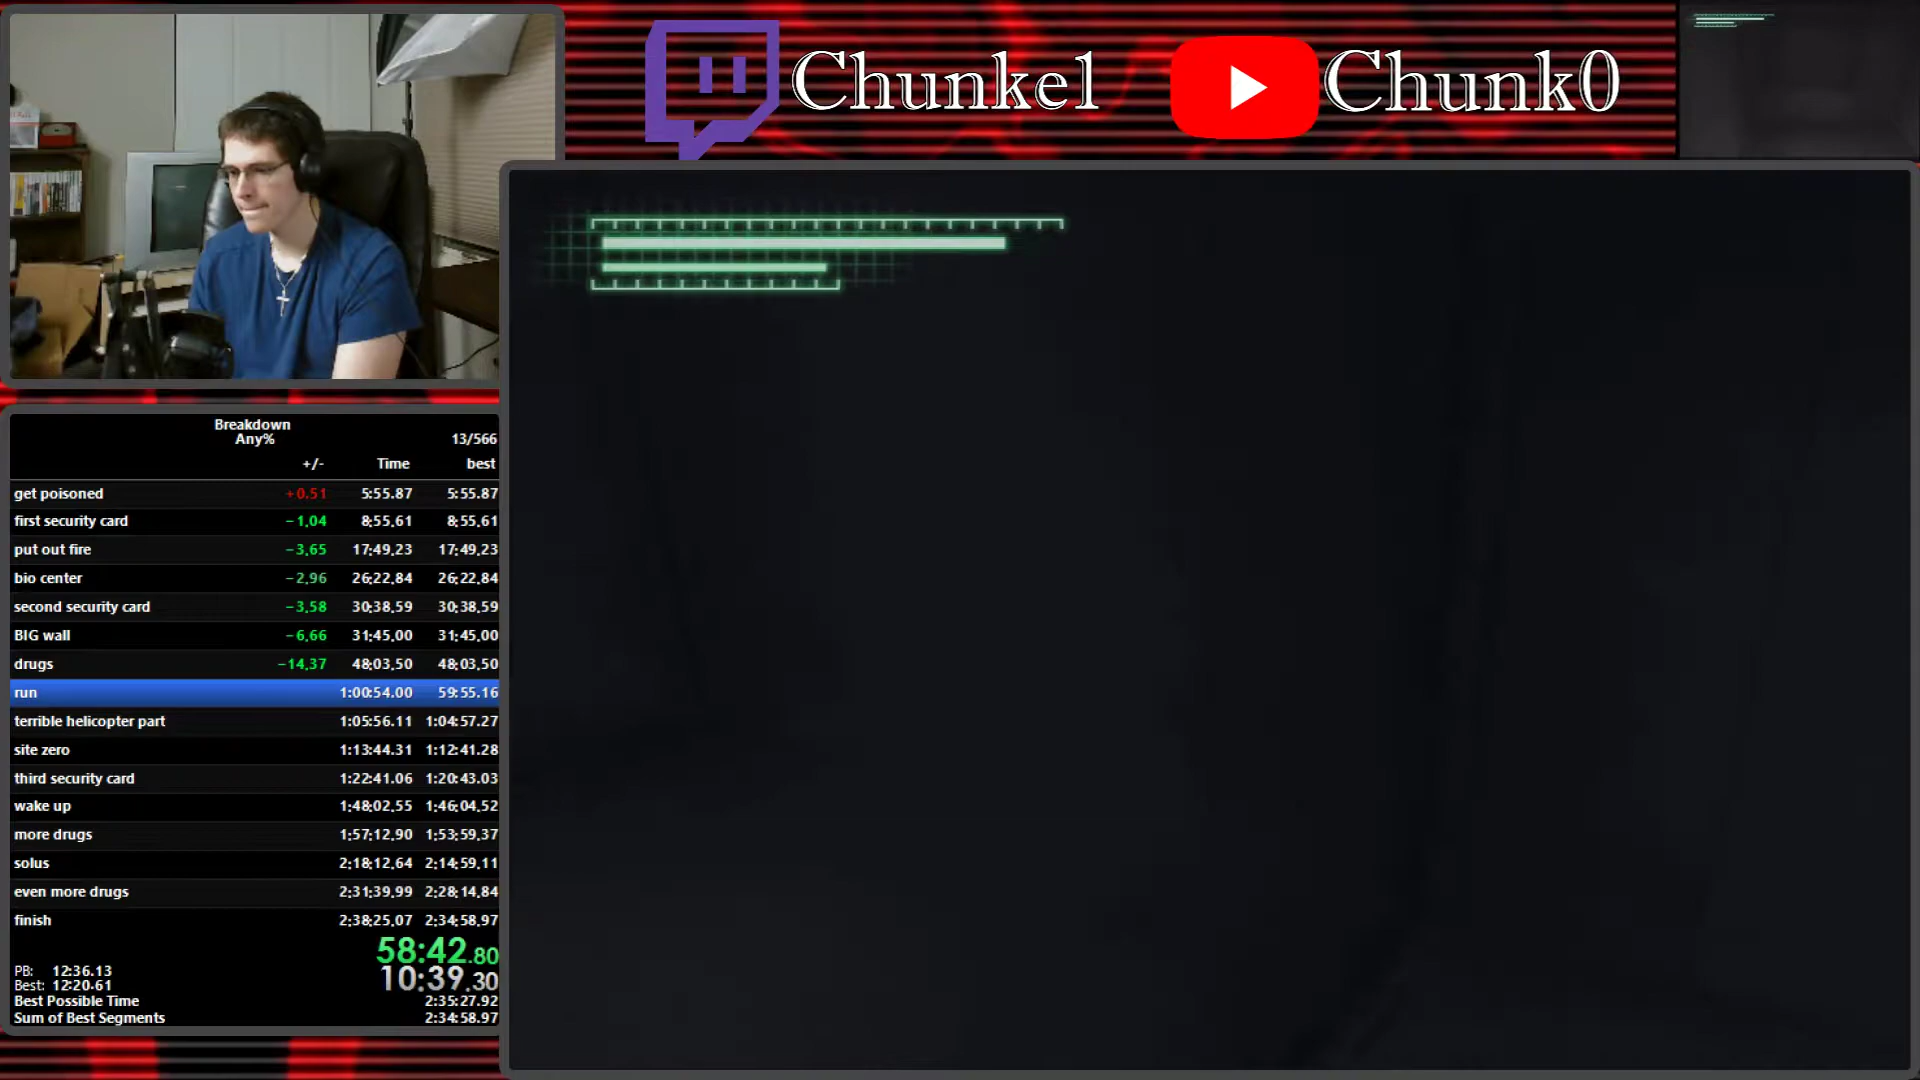 Chunke1
Chunk0
Breakdown
Any%
13/566
+/- Time best
get poisoned +0.51 5:55.87 5:55.87
first security card -1.04 8:55.61 8:55.61
put out fire -3.65 17:49.23 17:49.23
bio center -2.96 26:22.84 26:22.84
second security card -3.58 30:38.59 30:38.59
BIG wall -6.66 31:45.00 31:45.00
drugs -14.37 48:03.50 48:03.50
run 1:00:54.00 59:55.16
terrible helicopter part 1:05:56.11 1:04:57.27
site zero 1:13:44.31 1:12:41.28
third security card 1:22:41.06 1:20:43.03
wake up 1:48:02.55 1:46:04.52
more drugs 1:57:12.90 1:53:59.37
solus 2:18:12.64 2:14:59.11
even more drugs 2:31:39.99 2:28:14.84
finish 2:38:25.07 2:34:58.97
58:42.80
PB: 12:36.13
Best: 12:20.61
10:39.30
Best Possible Time 2:35:27.92
Sum of Best Segments 2:34:58.97